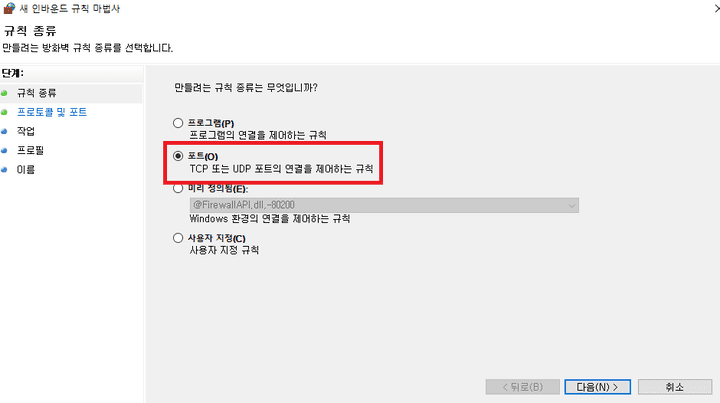 새 인바운드 규칙 마법사
규칙 종류
만들려는 방화벽 규칙 종류를 선택합니다.
단계:
규칙 종류
프로토콜 및 포트
작업
프로필
이름
만들려는 규칙 종류는 무엇입니까?
프로그램(P)
프로그램의 연결을 제어하는 규칙
포트(O)
TCP 또는 UDP 포트의 연결을 제어하는 규칙
미리 정의됨(E):
@FirewallAPI.dll,-80200
Windows 환경의 연결을 제어하는 규칙
사용자 지정(C)
사용자 지정 규칙
< 뒤로(B)
다음(N) >
취소